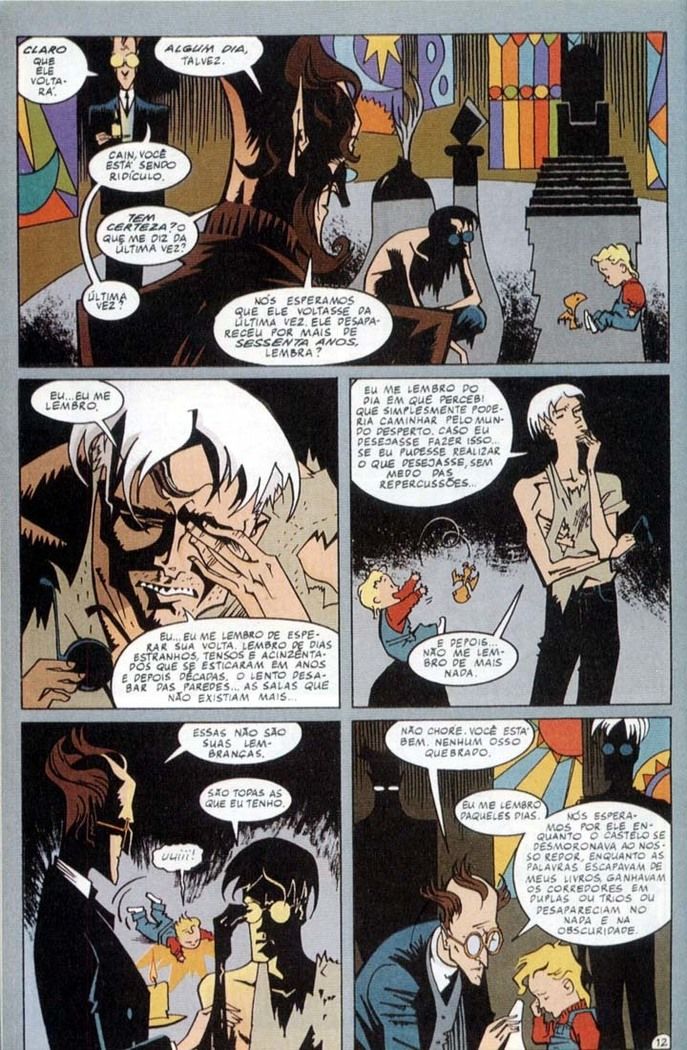 CLARO
QUE
ELE
VOLTA-
RÁ.
ALGUM DIA,
TALVEZ.
CAIN, VOCÊ
ESTÁ SENDO
RIDÍCULO.
TEM
CERTEZA? O
QUE ME DIZ DA
ÚLTIMA VEZ?
ÚLTIMA
VEZ?
NÓS ESPERAMOS
QUE ELE VOLTASSE DA
ÚLTIMA VEZ. ELE DESAPA-
RECEU POR MAIS DE
SESSENTA ANOS,
LEMBRA?
EU...EU ME
LEMBRO.
EU...EU ME LEMBRO DE ESPE-
RAR SUA VOLTA. LEMBRO DE DIAS
ESTRANHOS, TENSOS E ACINZENTA-
DOS QUE SE ESTICARAM EM ANOS
E DEPOIS DÉCADAS. O LENTO DESA-
BAR DAS PAREDES... AS SALAS QUE
NÃO EXISTIAM MAIS...
EU ME LEMBRO DO
DIA EM QUE PERCEBI
QUE SIMPLESMENTE PODE-
RIA CAMINHAR PELO MUN-
DO DESPERTO. CASO EU
DESEJASSE FAZER ISSO...
SE EU PUDESSE REALIZAR
O QUE DESEJASSE, SEM
MEDO DAS
REPERCUSSÕES...
E DEPOIS...
NÃO ME LEM-
BRO DE MAIS
NADA.
ESSAS NÃO SÃO
SUAS LEM-
BRANÇAS.
SÃO TODAS AS
QUE EU TENHO.
UUIII!
NÃO CHORE. VOCÊ ESTÁ
BEM. NENHUM OSSO
QUEBRADO.
EU ME LEMBRO
DAQUELES DIAS.
NÓS ESPERA-
MOS POR ELE EN-
QUANTO O CASTELO SE
DESMORONAVA AO NOS-
SO REDOR, ENQUANTO AS
PALAVRAS ESCAPAVAM DE
MEUS LIVROS, GANHAVAM
OS CORREDORES EM
DUPLAS OU TRIOS OU
DESAPARECIAM NO
NADA E NA
OBSCURIDADE.
12